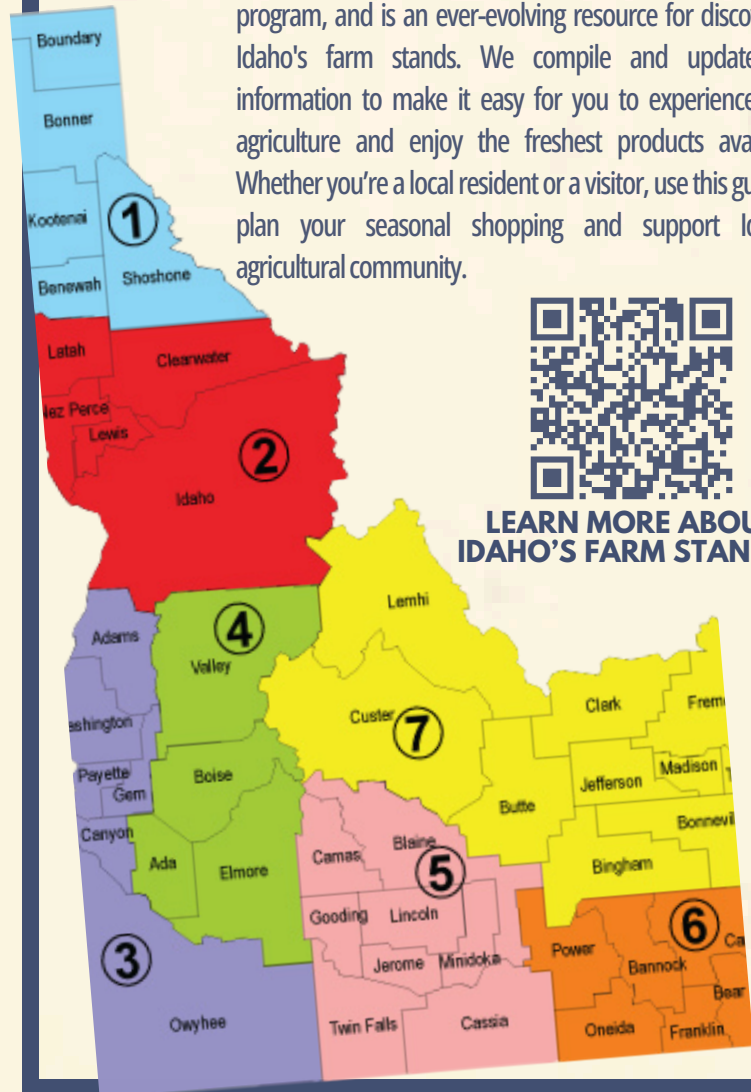 program, and is an ever-evolving resource for disco
Idaho's farm stands. We compile and update
information to make it easy for you to experience
agriculture and enjoy the freshest products ava
Whether you're a local resident or a visitor, use this gu
plan your seasonal shopping and support Id
agricultural community.
LEARN MORE ABOU
IDAHO'S FARM STAN
Boundary
Bonner
Kootenai
1
Benewah
Shoshone
Latah
Clearwater
Nez Perce
Lewis
2
Idaho
Lemhi
Adams
4
Valley
ashington
Custer
7
Clark
Frem
Payette
Gem
Boise
Jefferson
Madison
Butte
Bonnevil
Canyon
Ada
Elmore
Camas
Blaine
5
Bingham
Gooding
Lincoln
3
Jerome
Minidoka
Power
6
Ca
Bannock
Bear
Owyhee
Twin Falls
Cassia
Oneida
Franklin